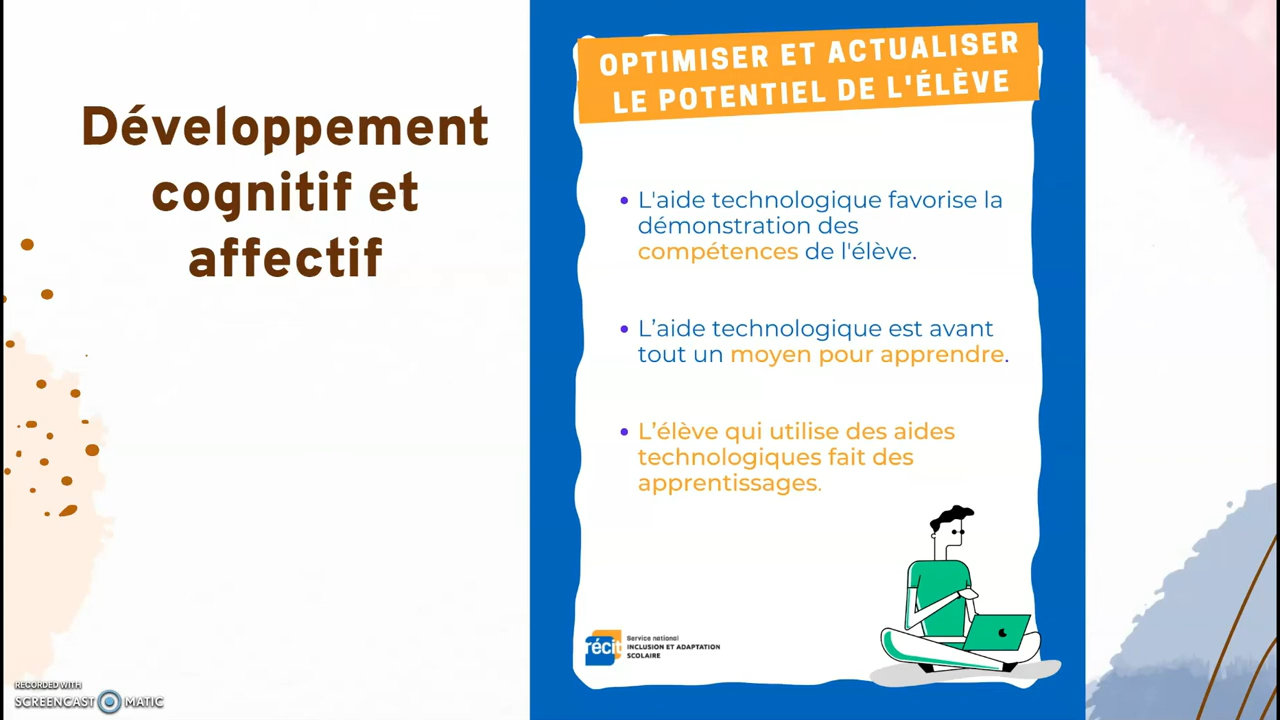 Développement
cognitif et
affectif
OPTIMISER ET ACTUALISER
LE POTENTIEL DE L'ÉLÈVE
• L'aide technologique favorise la
démonstration des
compétences de l'élève.
• L’aide technologique est avant
tout un moyen pour apprendre.
• L’élève qui utilise des aides
technologiques fait des
apprentissages.
récit
Service national
INCLUSION ET ADAPTATION
SCOLAIRE
RECORDED WITH
SCREENCAST MATIC